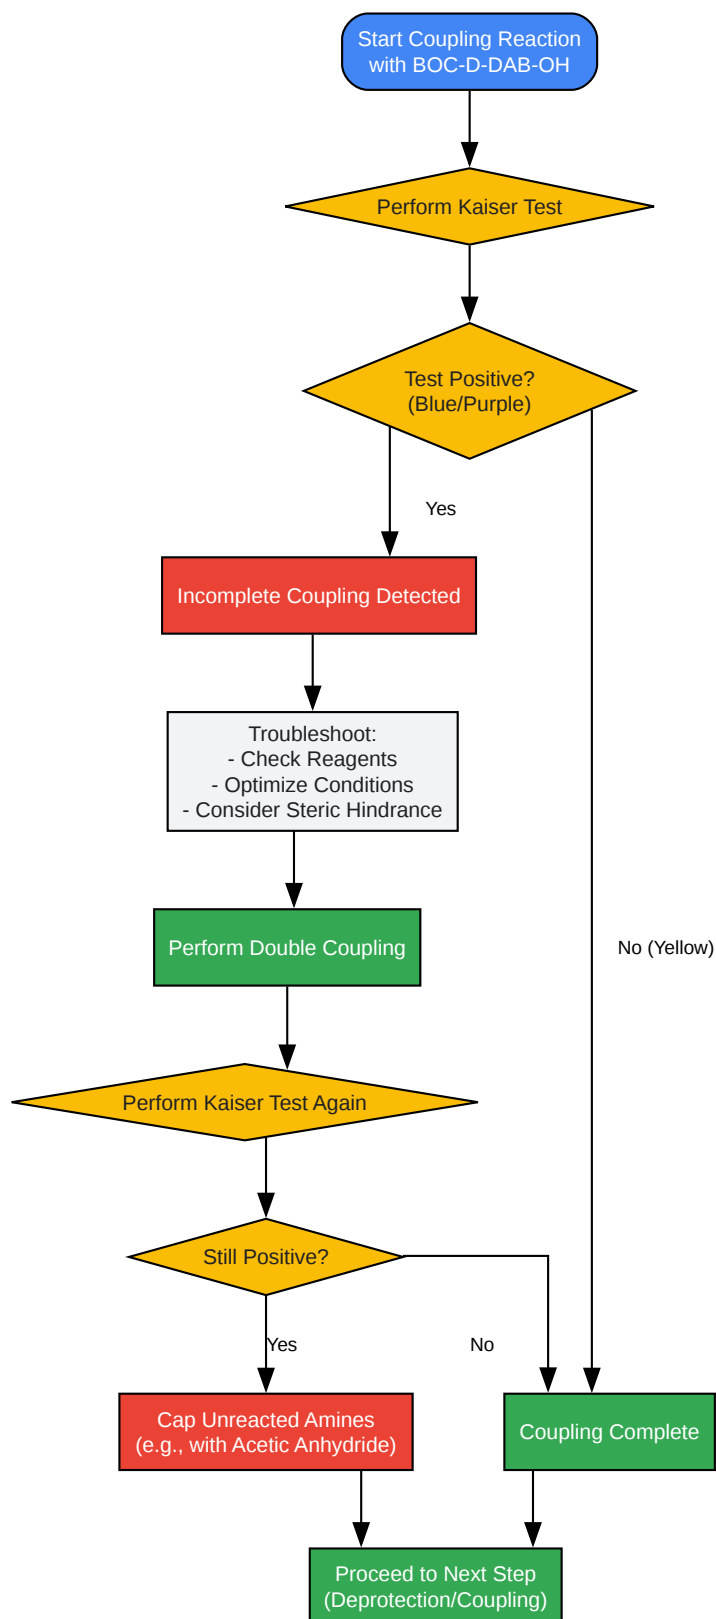 Start Coupling Reaction
with BOC-D-DAB-OH
Perform Kaiser Test
Test Positive?
(Blue/Purple)
Yes
Incomplete Coupling Detected
Troubleshoot:
- Check Reagents
- Optimize Conditions
- Consider Steric Hindrance
Perform Double Coupling
No (Yellow)
Perform Kaiser Test Again
Still Positive?
Yes
No
Cap Unreacted Amines
(e.g., with Acetic Anhydride)
Coupling Complete
Proceed to Next Step
(Deprotection/Coupling)